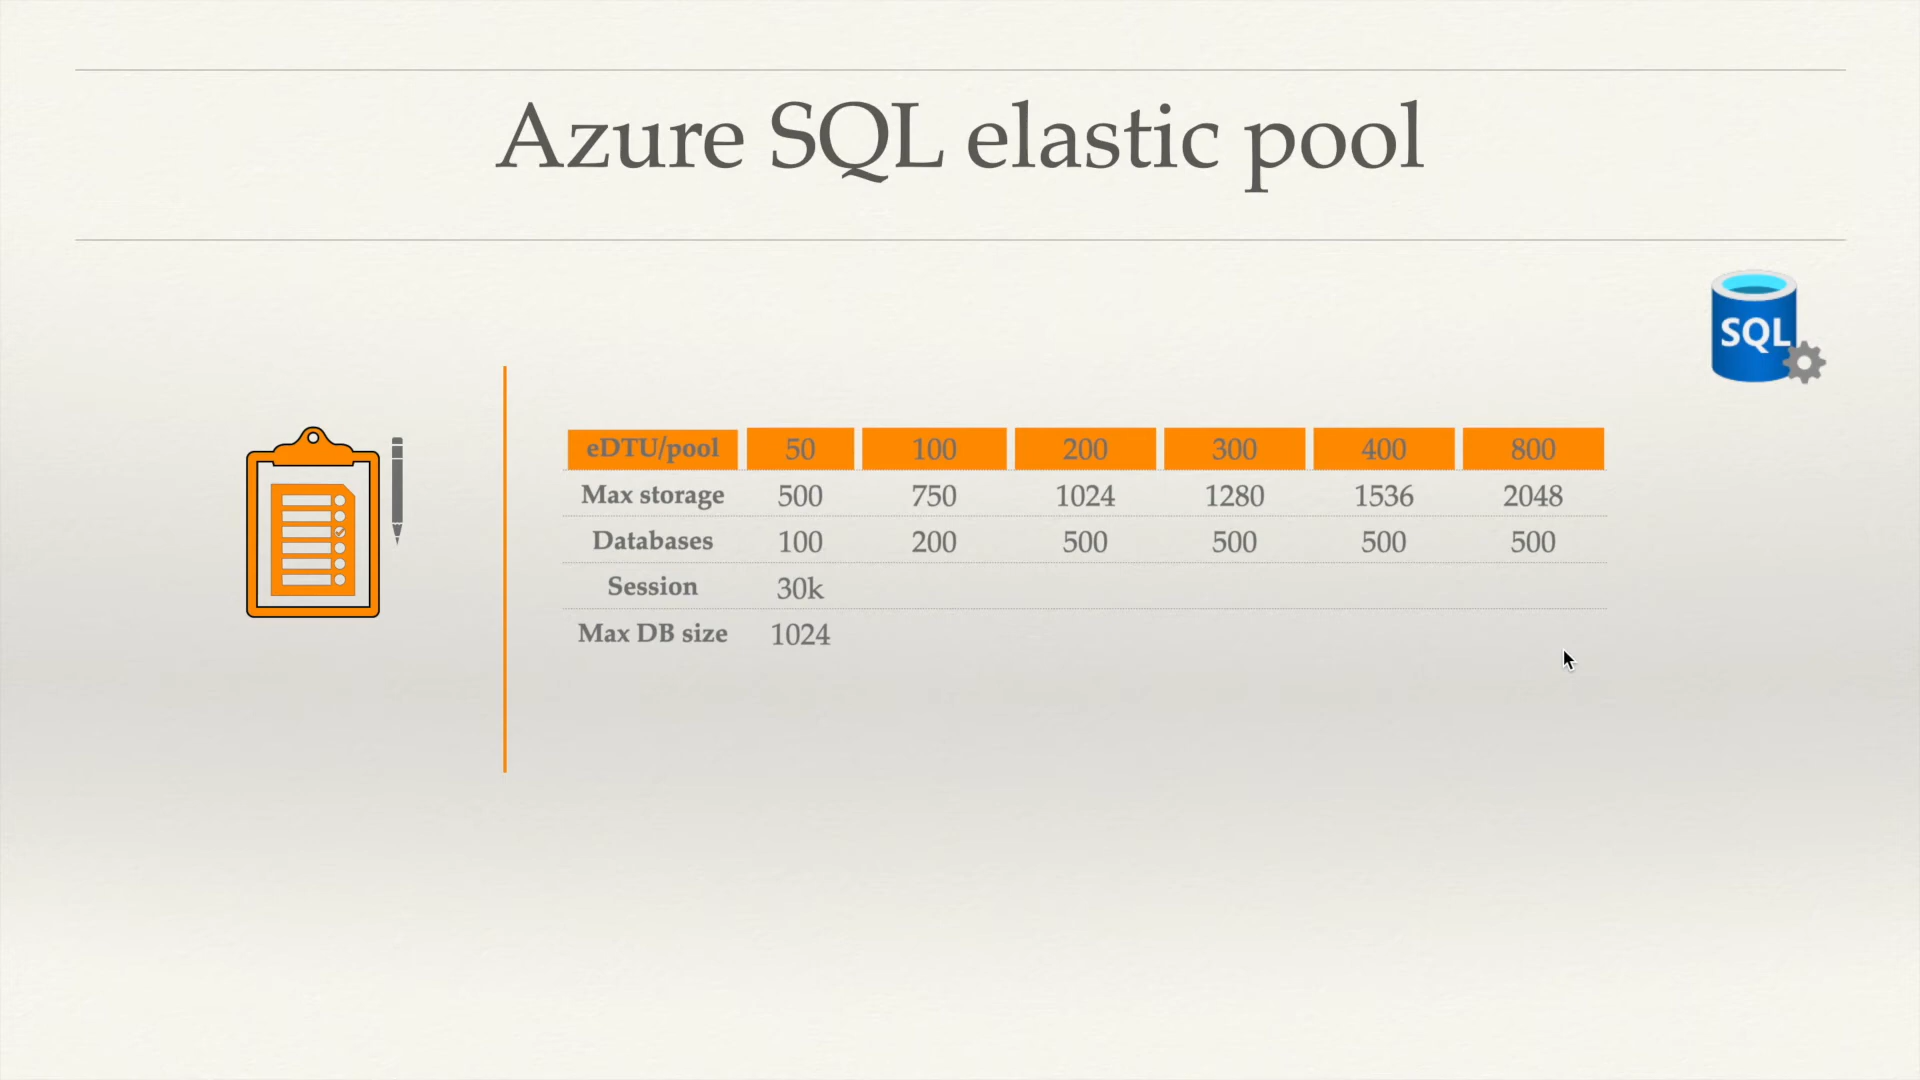 Azure SQL elastic pool
SQL
eDTU/pool 50 100 200 300 400 800
Max storage 500 750 1024 1280 1536 2048
Databases 100 200 500 500 500 500
Session 30k
Max DB size 1024